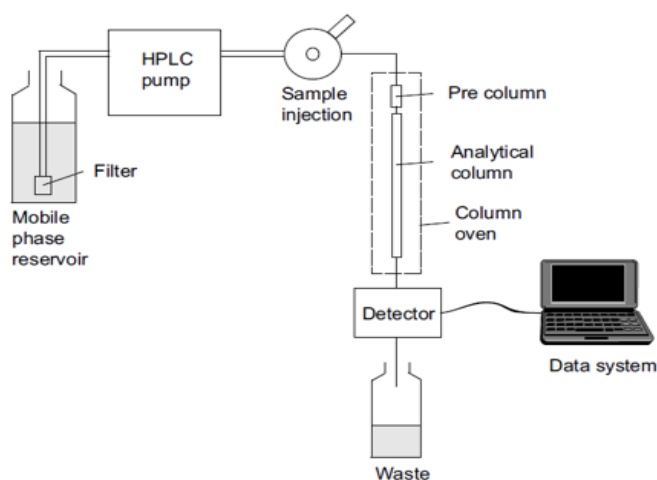 HPLC
pump
Sample
injection
Pre column
Analytical
column
Column
oven
Filter
Mobile
phase
reservoir
Detector
Data system
Waste